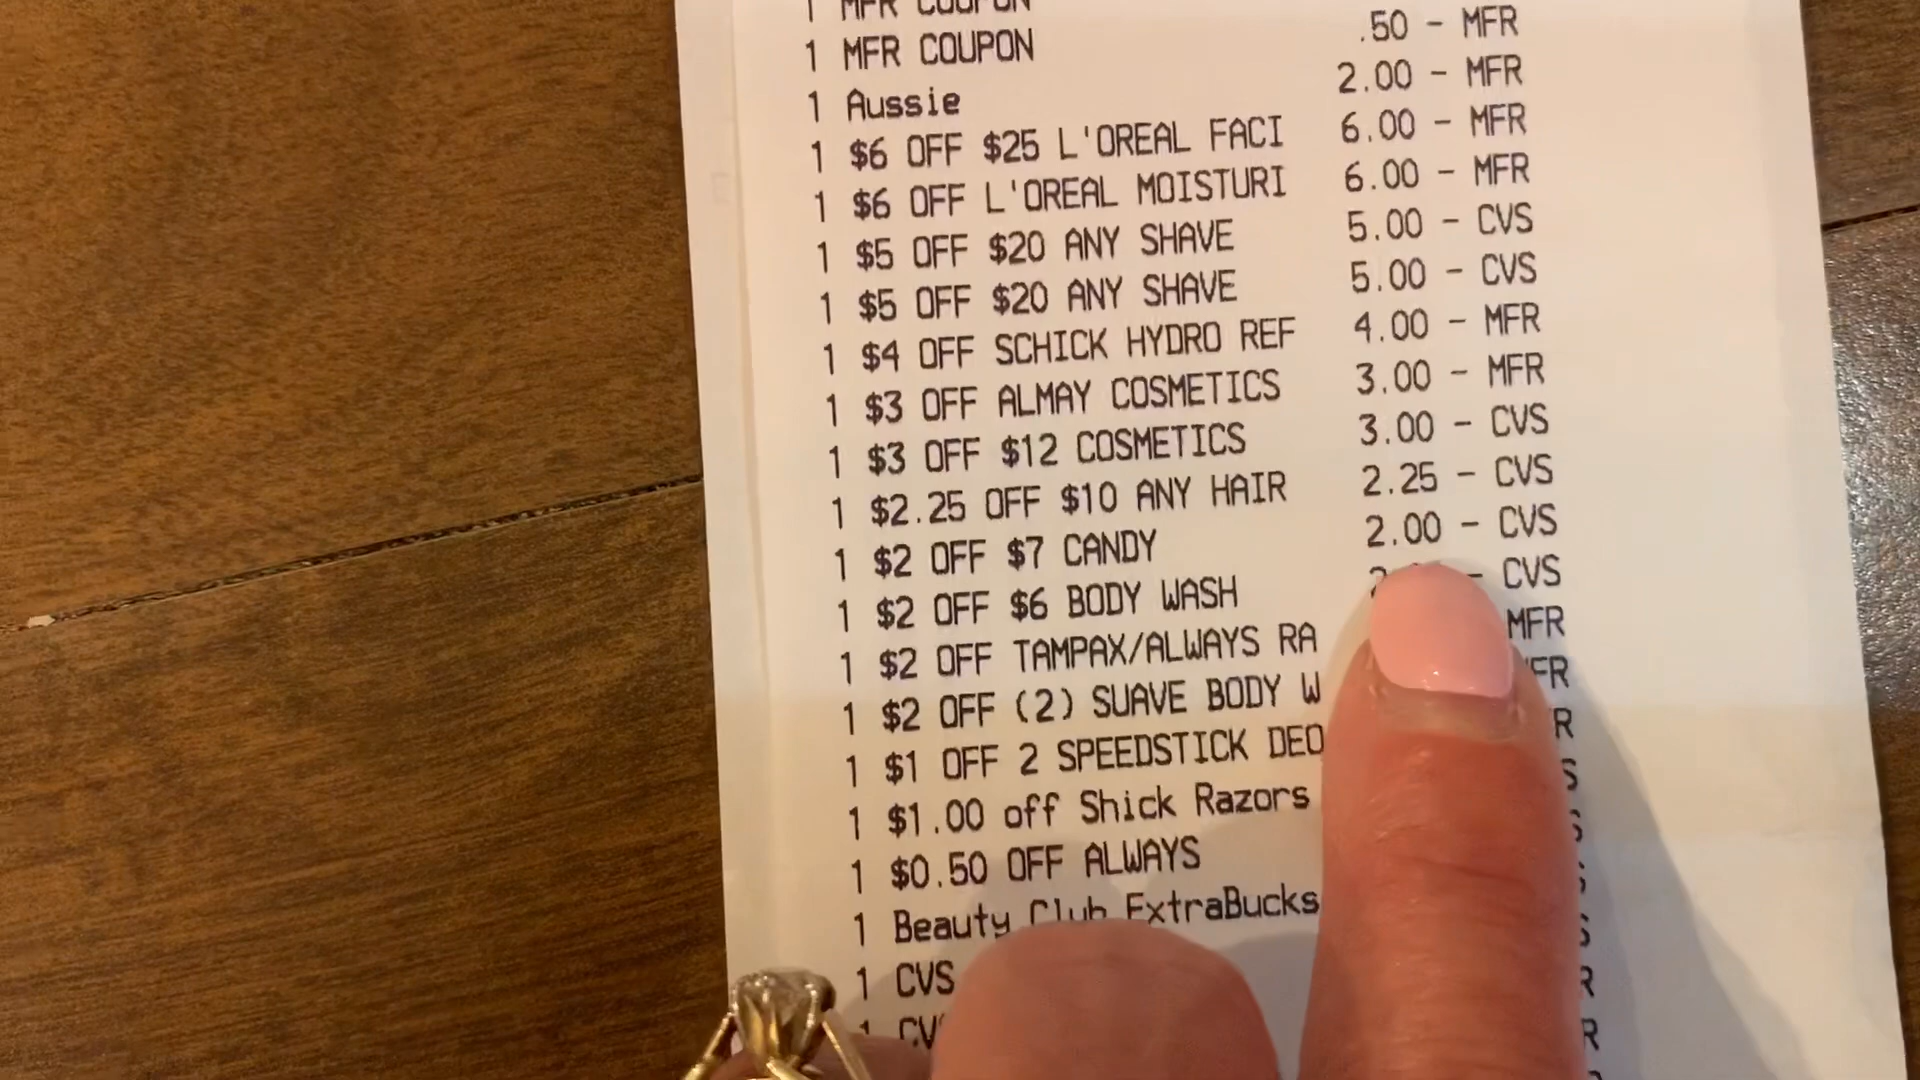 1 MFR COUPON
1 MFR COUPON .50 - MFR
1 Aussie 2.00 - MFR
1 $6 OFF $25 L'OREAL FACI 6.00 - MFR
1 $6 OFF L'OREAL MOISTURI 6.00 - MFR
1 $5 OFF $20 ANY SHAVE 5.00 - CVS
1 $5 OFF $20 ANY SHAVE 5.00 - CVS
1 $4 OFF SCHICK HYDRO REF 4.00 - MFR
1 $3 OFF ALMAY COSMETICS 3.00 - MFR
1 $3 OFF $12 COSMETICS 3.00 - CVS
1 $2.25 OFF $10 ANY HAIR 2.25 - CVS
1 $2 OFF $7 CANDY 2.00 - CVS
1 $2 OFF $6 BODY WASH - CVS
1 $2 OFF TAMPAX/ALWAYS RA MFR
1 $2 OFF (2) SUAVE BODY W
1 $1 OFF 2 SPEEDSTICK DEO
1 $1.00 off Shick Razors
1 $0.50 OFF ALWAYS
1 Beauty Club ExtraBucks
1 CVS
1